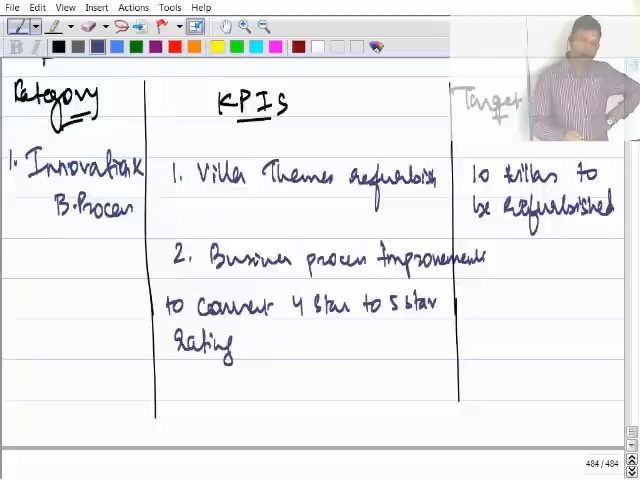 File Edit View Insert Actions Tools Help
Category KPIS Target
1. Innovation &
B. Process
1. Villa Themes refurbish
10 villas to
be refurbished
2. Business process Improvements
to convert 4 Star to 5 star
Rating
484 / 484